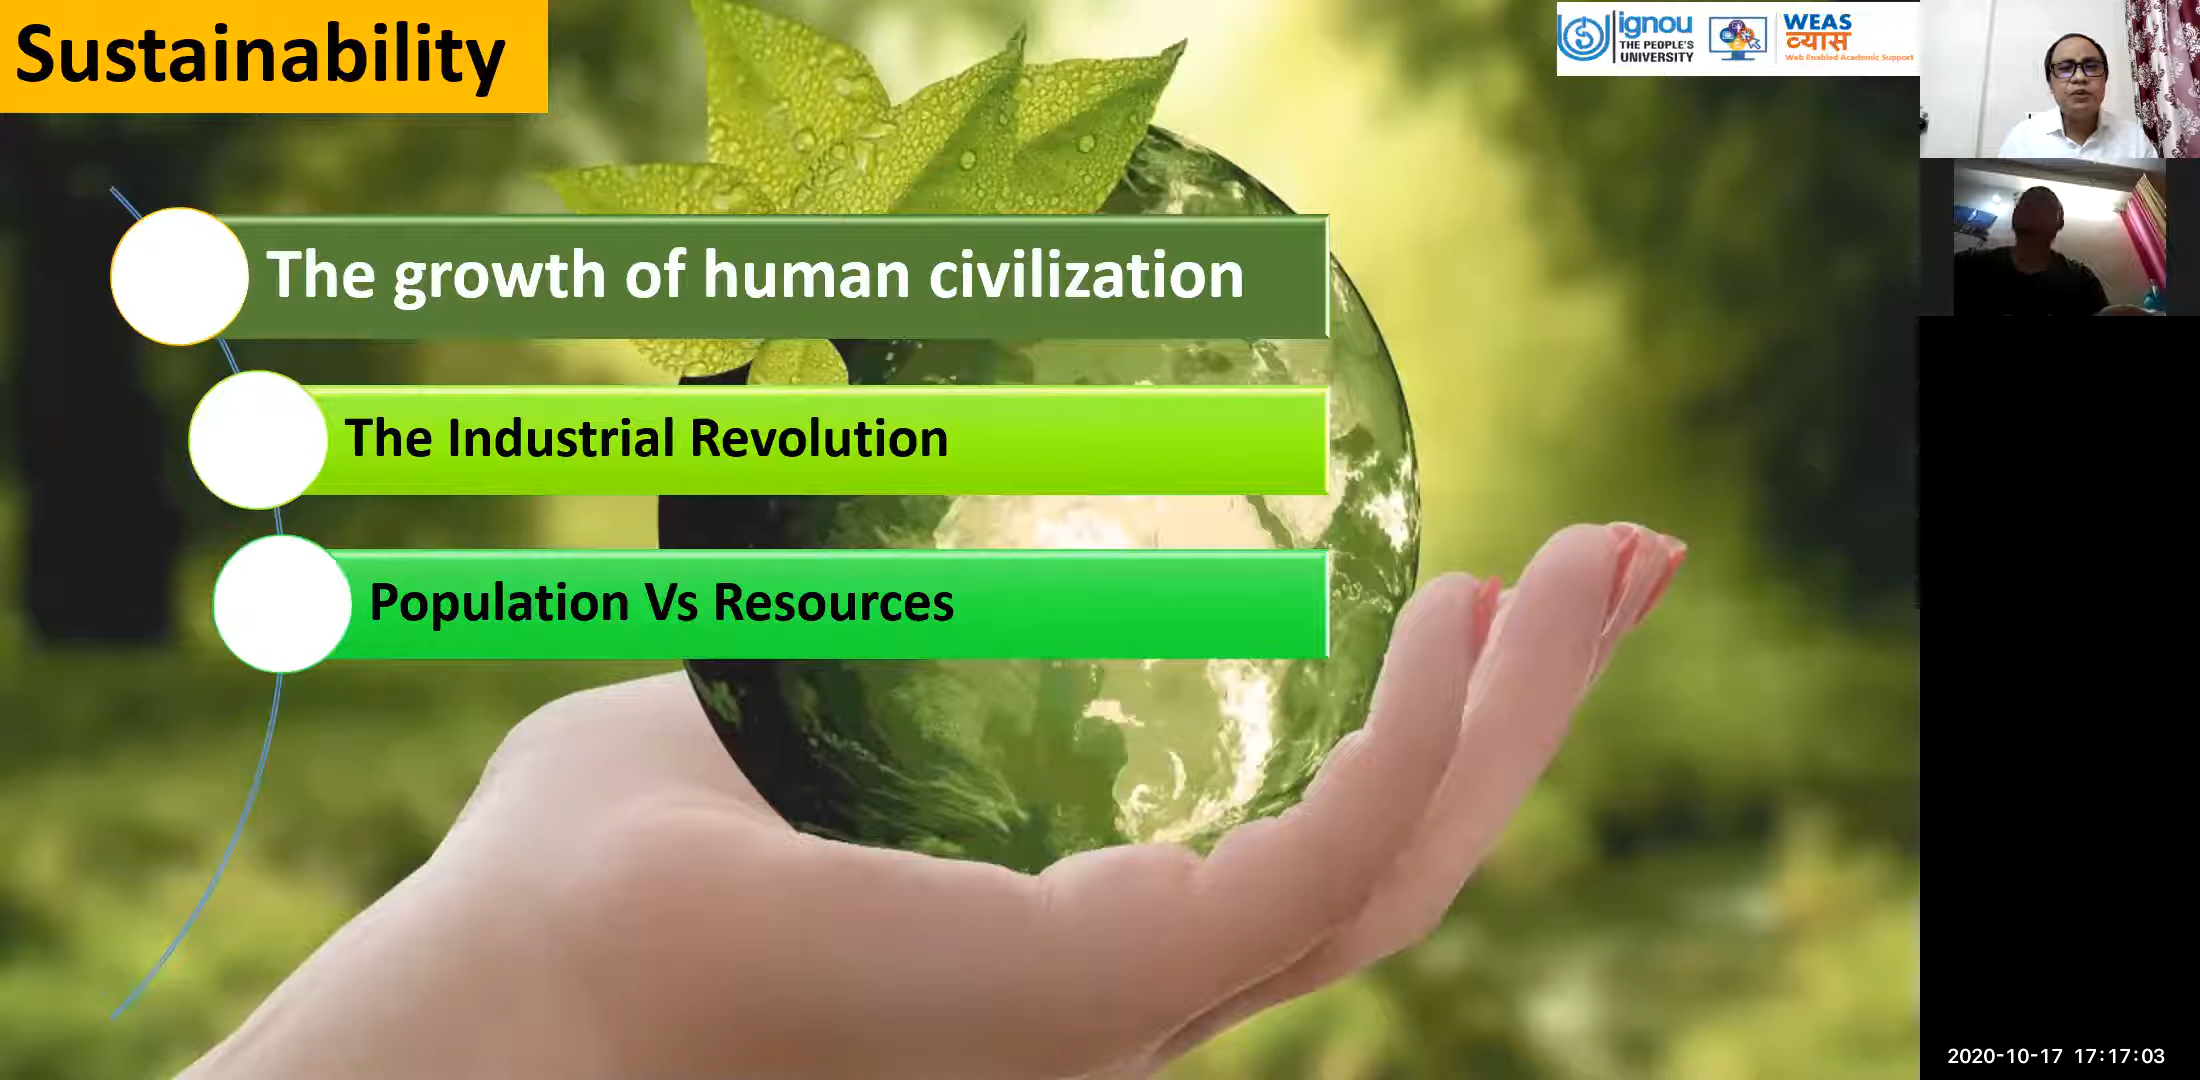 Sustainability
ignou
THE PEOPLE'S
UNIVERSITY
WEAS
व्यास
Web Enabled Academic Support
The growth of human civilization
The Industrial Revolution
Population Vs Resources
2020-10-17 17:17:03